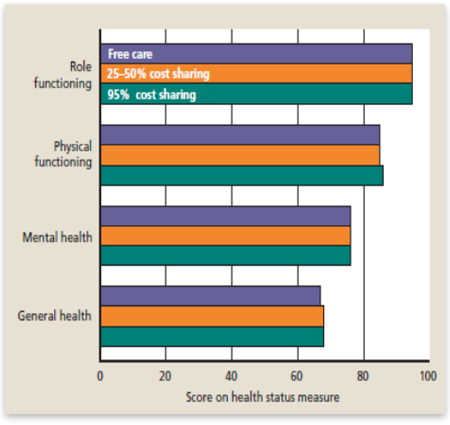 Role
functioning
Free care
25–50% cost sharing
95% cost sharing
Physical
functioning
Mental health
General health
0 20 40 60 80 100
Score on health status measure